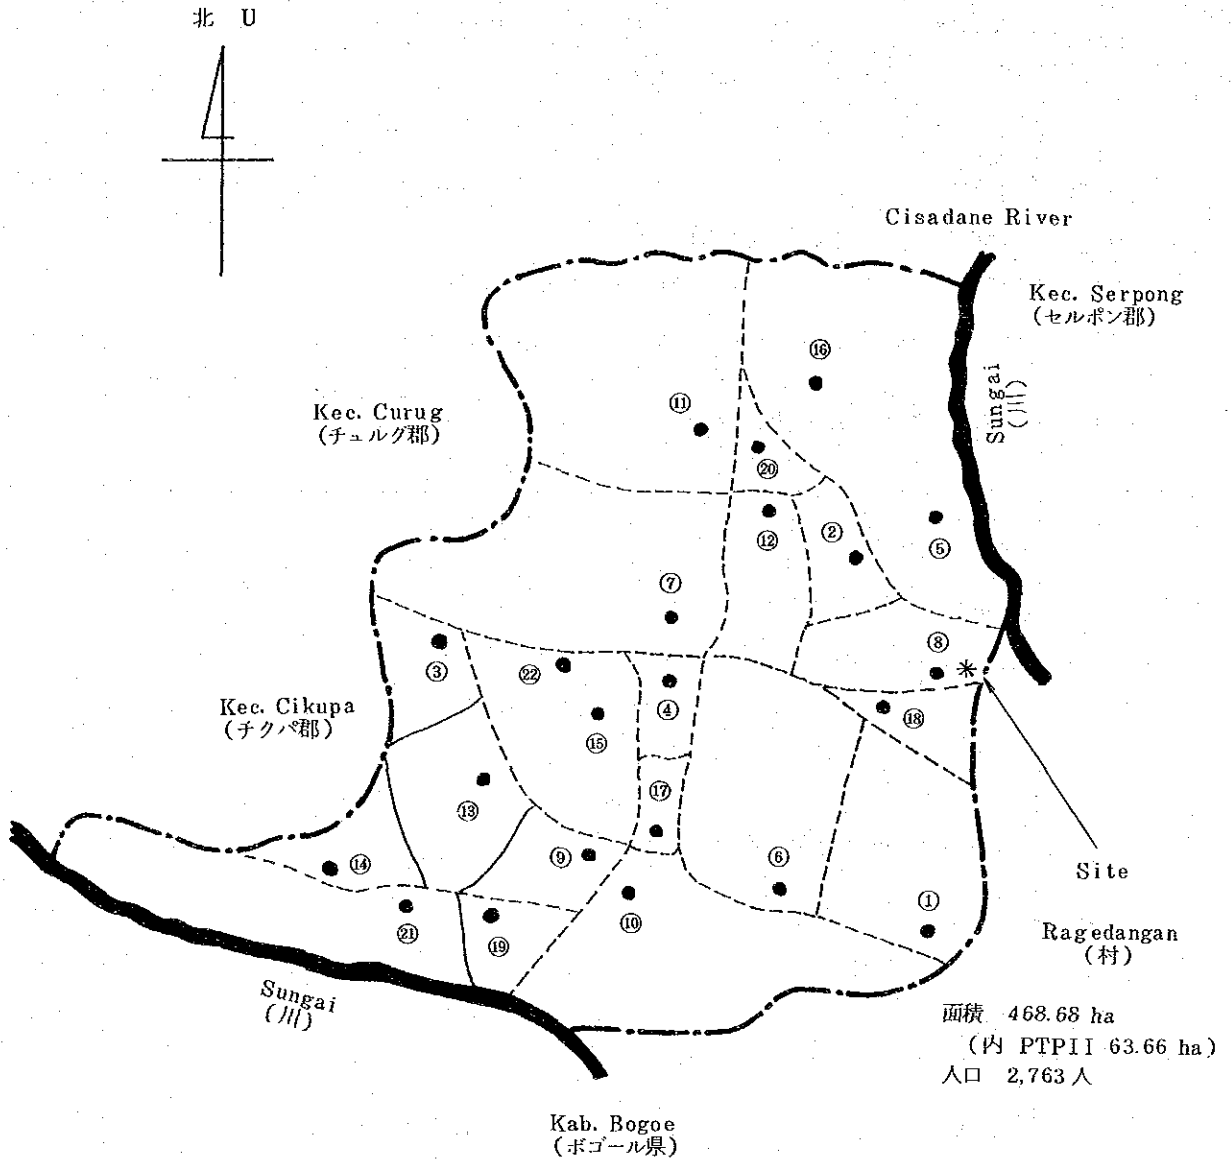 北 U
Cisadane River
Kec. Serpong
(セルポン郡)
Sungai
(川)
⑯
⑪
Kec. Curug
(チュルグ郡)
⑳
⑫
②
⑤
⑦
⑧
③
㉒
④
⑱
Kec. Cikupa
(チクパ郡)
⑮
⑬
⑰
⑨
⑥
⑭
Site
①
㉑
⑲
⑩
Ragedangan
(村)
Sungai
(川)
面積 468.68 ha
(内 PTPII 63.66 ha)
人口 2,763 人
Kab. Bogoe
(ボゴール県)